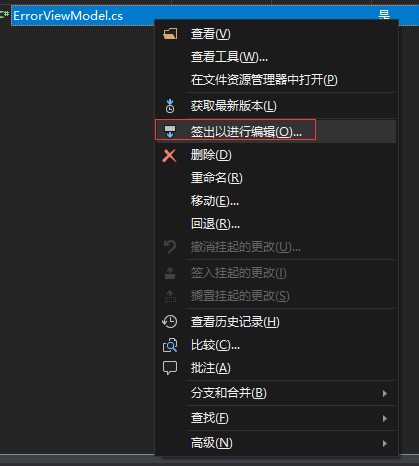 C# ErrorViewModel.cs 是
查看(V)
查看工具(W)...
在文件资源管理器中打开(P)
获取最新版本(L)
签出以进行编辑(O)...
删除(D)
重命名(R)
移动(E)...
回退(R)...
撤消挂起的更改(U)...
签入挂起的更改(I)
搁置挂起的更改(S)
查看历史记录(H)
比较(C)...
批注(A)
分支和合并(B)
查找(F)
高级(N)